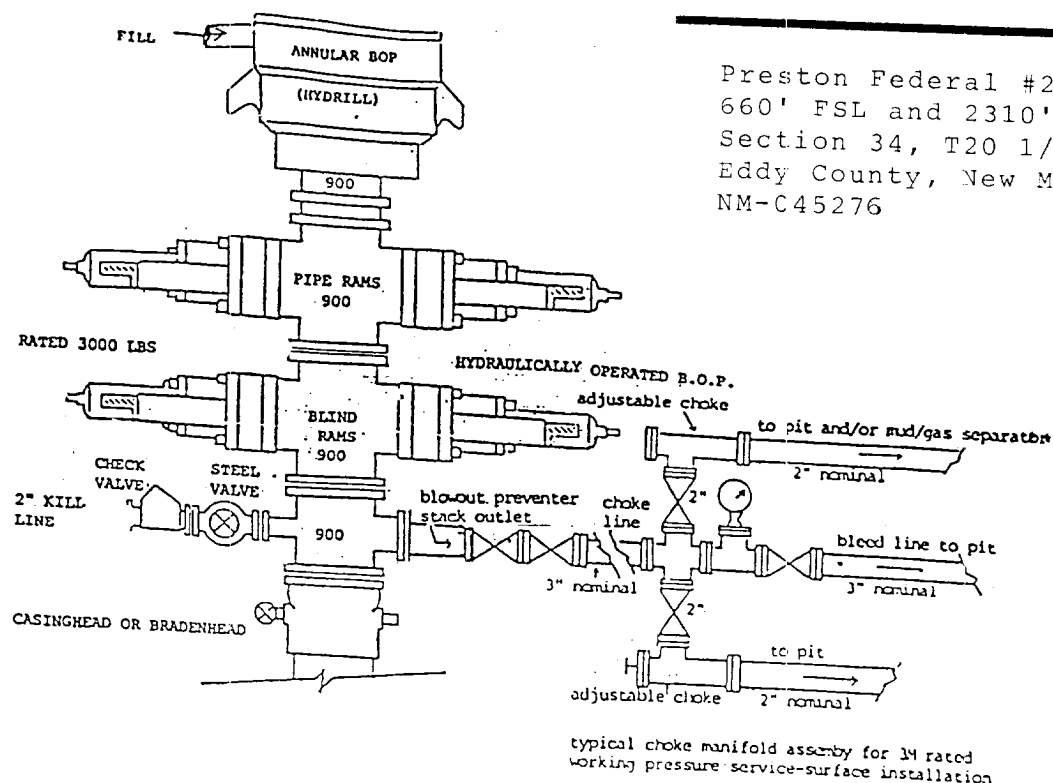 FILL
ANNULAR BOP
(HYDRILL)
Preston Federal #2
660' FSL and 2310'
Section 34, T20 1/
Eddy County, New M
NM-C45276
900
PIPE RAMS
900
RATED 3000 LBS
HYDRAULICALLY OPERATED B.O.P.
adjustable choke
to pit and/or mud/gas separator
2" nominal
BLIND
RAMS
900
CHECK
VALVE
STEEL
VALVE
2" KILL
LINE
blowout preventer
stack outlet
choke
line
2"
900
bleed line to pit
3" nominal
3" nominal
2"
CASINGHEAD OR BRADENHEAD
to pit
adjustable choke
2" nominal
typical choke manifold assemby for 3M rated
working pressure service-surface installation